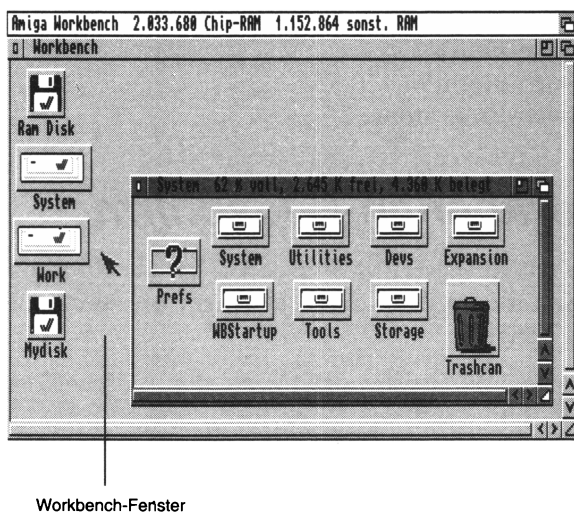 Amiga Workbench 2.033.680 Chip-RAM 1.152.864 sonst. RAM
Workbench
Ram Disk
System
Work
Mydisk
System 62 % voll, 2.645 K frei, 4.360 K belegt
Prefs
System Utilities Devs Expansion
WBStartup Tools Storage Trashcan
Workbench-Fenster